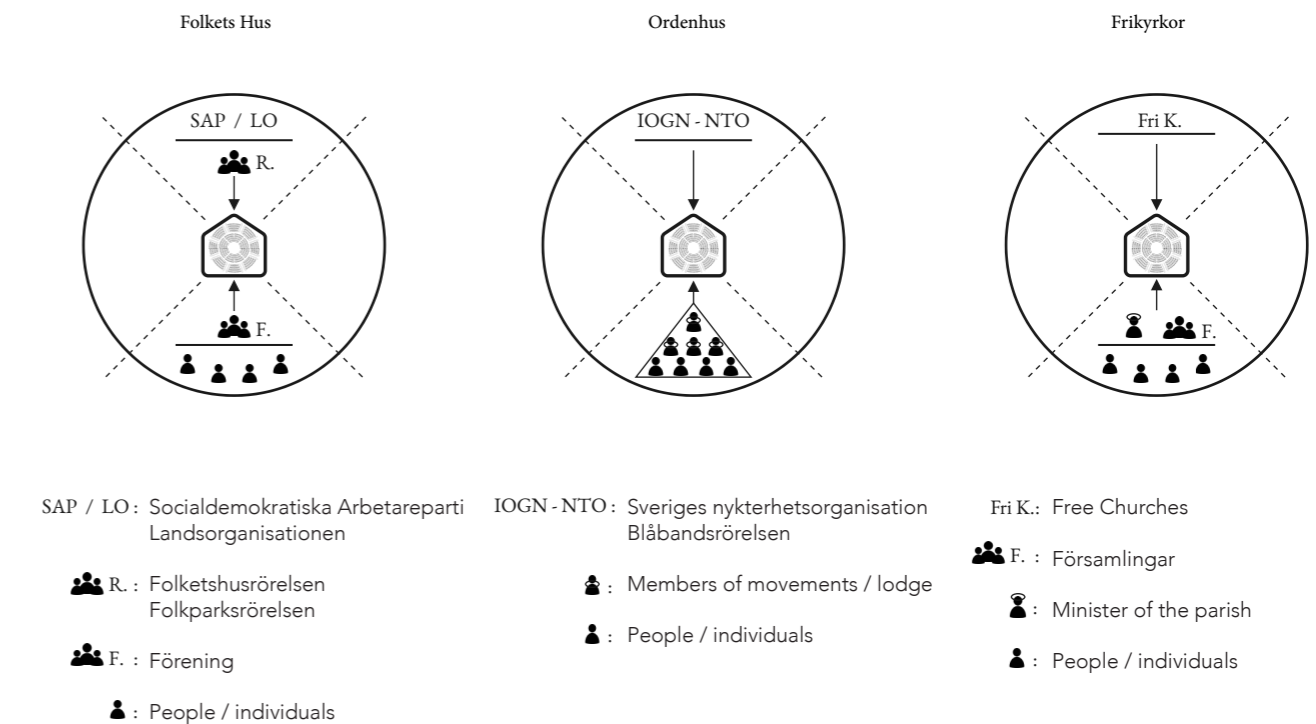 Folkets Hus
Ordenhus
Frikyrkor
SAP / LO
R.
F.
IOGN - NTO
Fri K.
F.
SAP / LO : Socialdemokratiska Arbetareparti
Landsorganisationen
R. : Folketshusrörelsen
Folkparksrörelsen
F. : Förening
: People / individuals
IOGN - NTO : Sveriges nykterhetsorganisation
Blåbandsrörelsen
: Members of movements / lodge
: People / individuals
Fri K.: Free Churches
F. : Församlingar
: Minister of the parish
: People / individuals